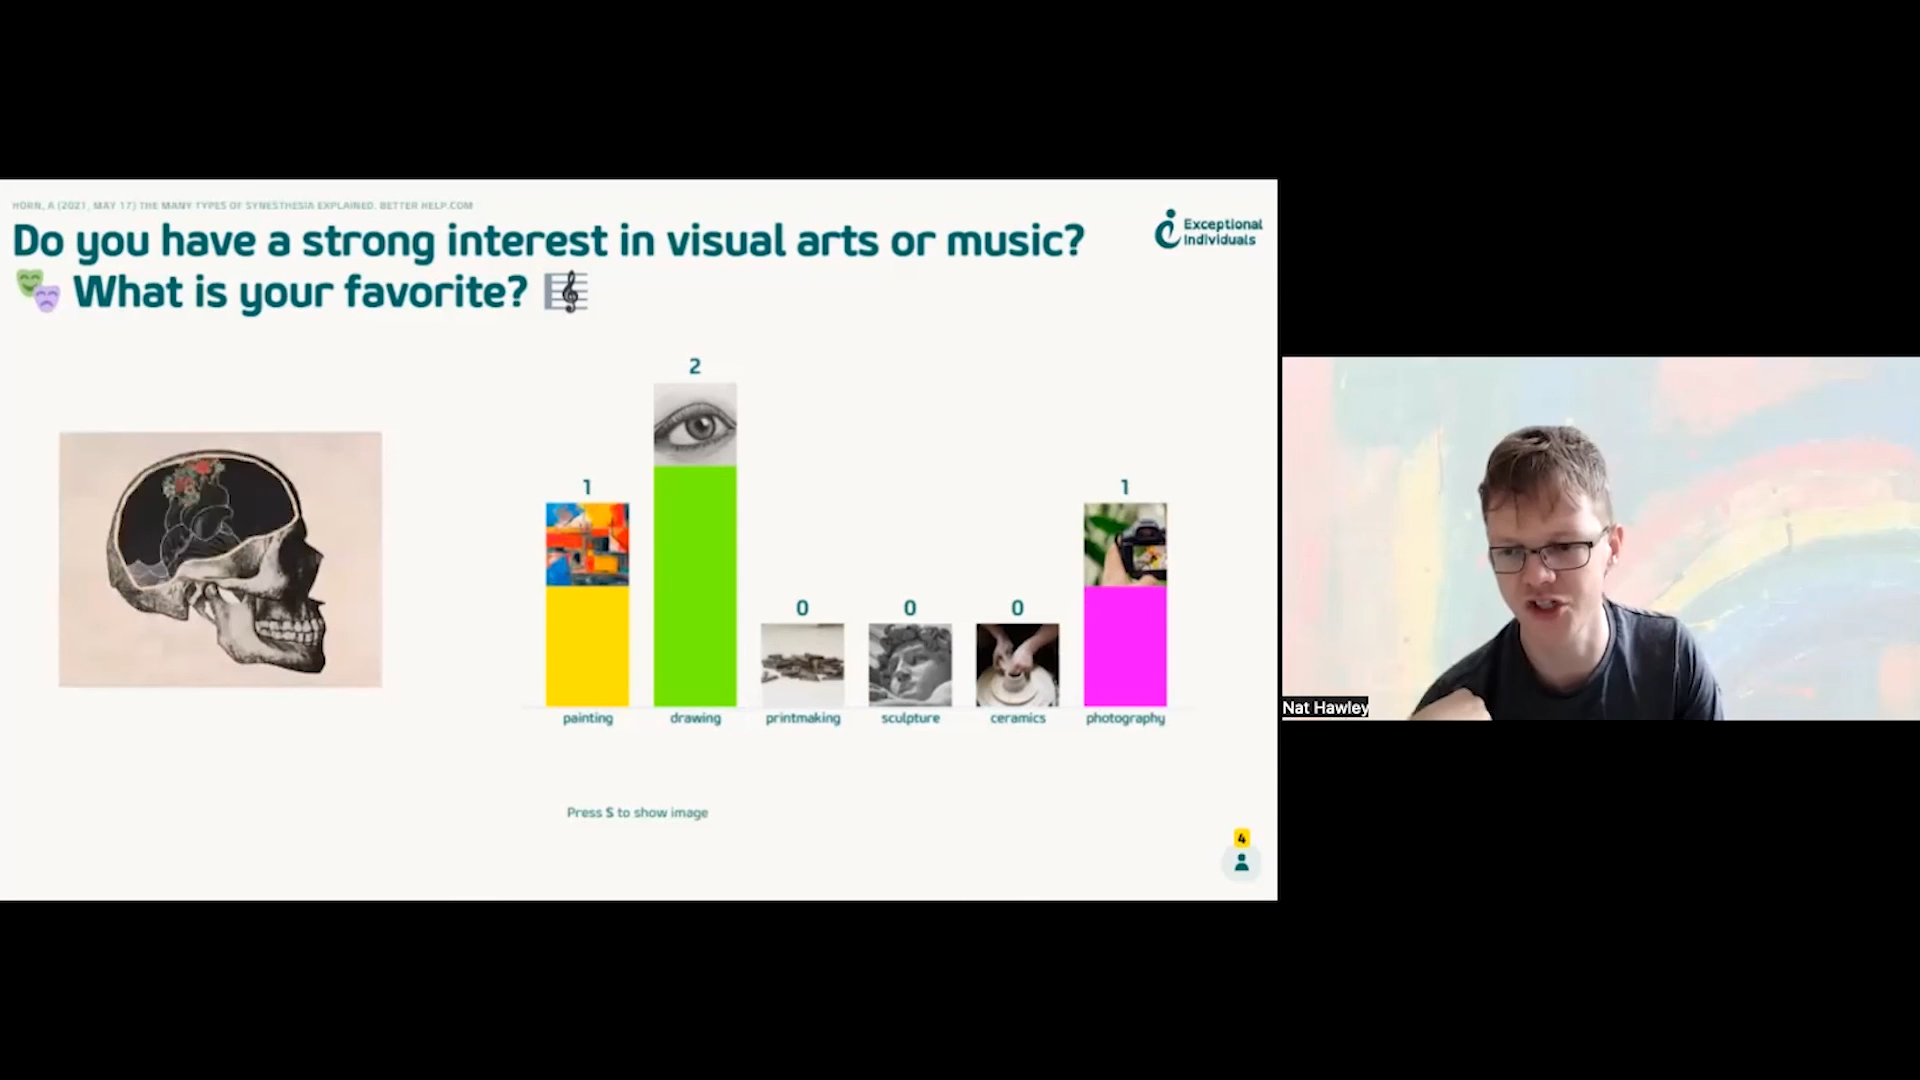 HORN, A (2021, MAY 17) THE MANY TYPES OF SYNESTHESIA EXPLAINED. BETTER HELP.COM
Do you have a strong interest in visual arts or music?
What is your favorite?
Exceptional
Individuals
2
1
1
0
0
0
painting
drawing
printmaking
sculpture
ceramics
photography
Press S to show image
4
Nat Hawley